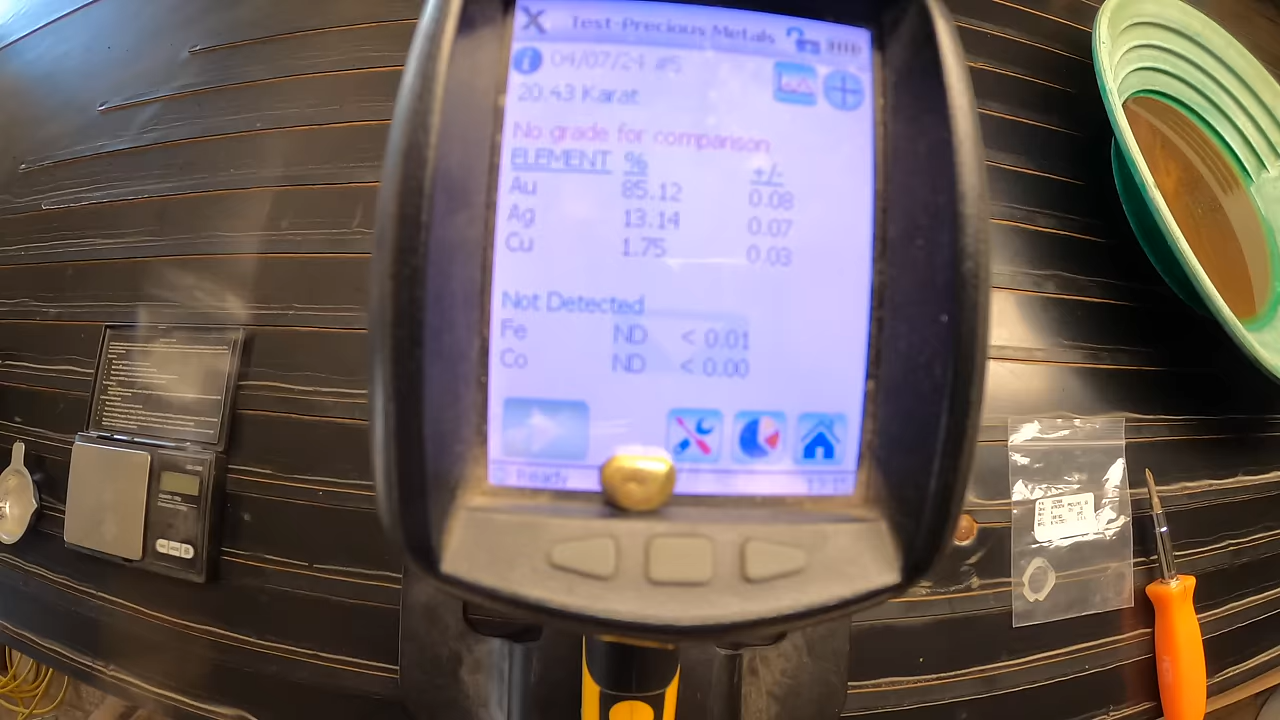 Test-Precious Metals
04/07/24 #5
20.43 Karat
No grade for comparison
ELEMENT % +/-
Au 85.12 0.08
Ag 13.14 0.07
Cu 1.75 0.03
Not Detected
Fe ND < 0.01
Co ND < 0.00
Ready